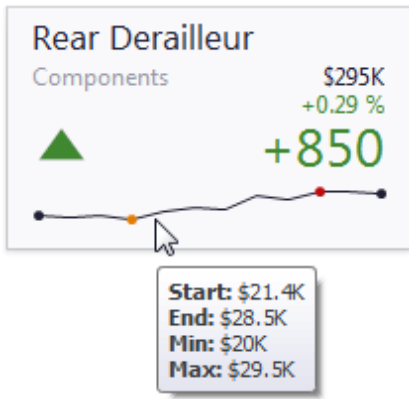 Rear Derailleur
Components $295K
+0.29 %
+850
Start: $21.4K
End: $28.5K
Min: $20K
Max: $29.5K